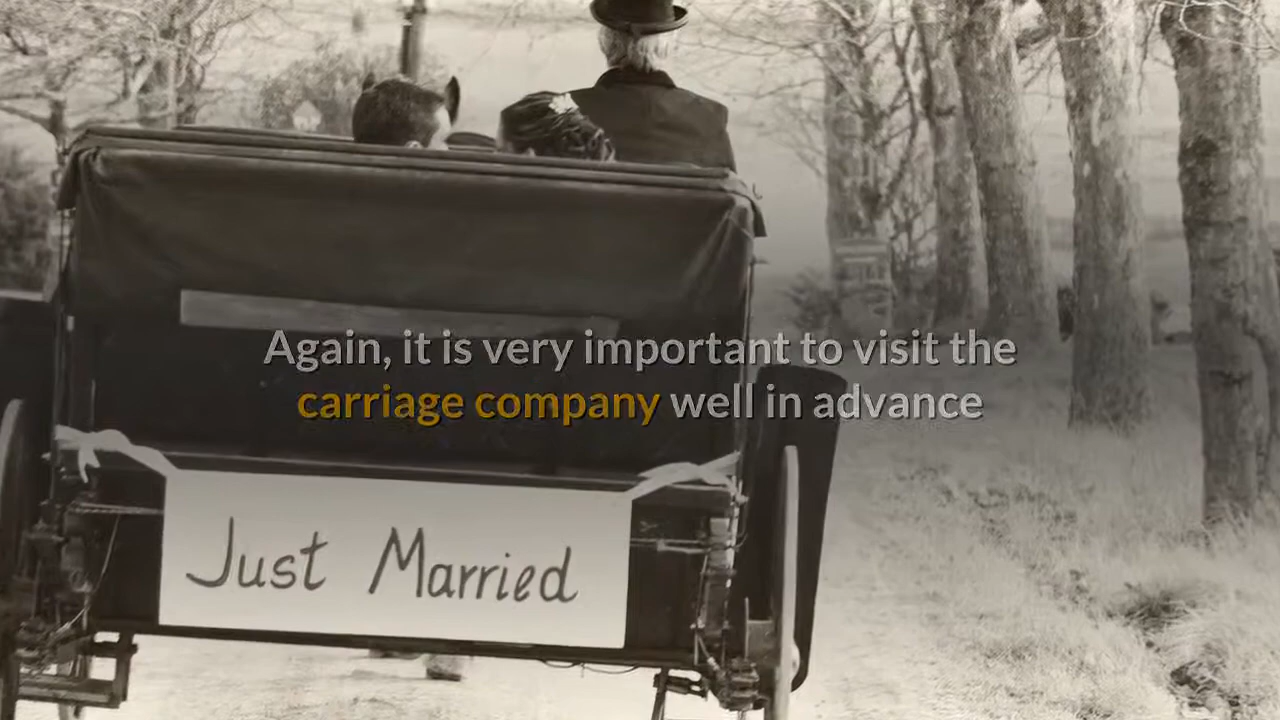 Again, it is very important to visit the
carriage company well in advance
Just Married